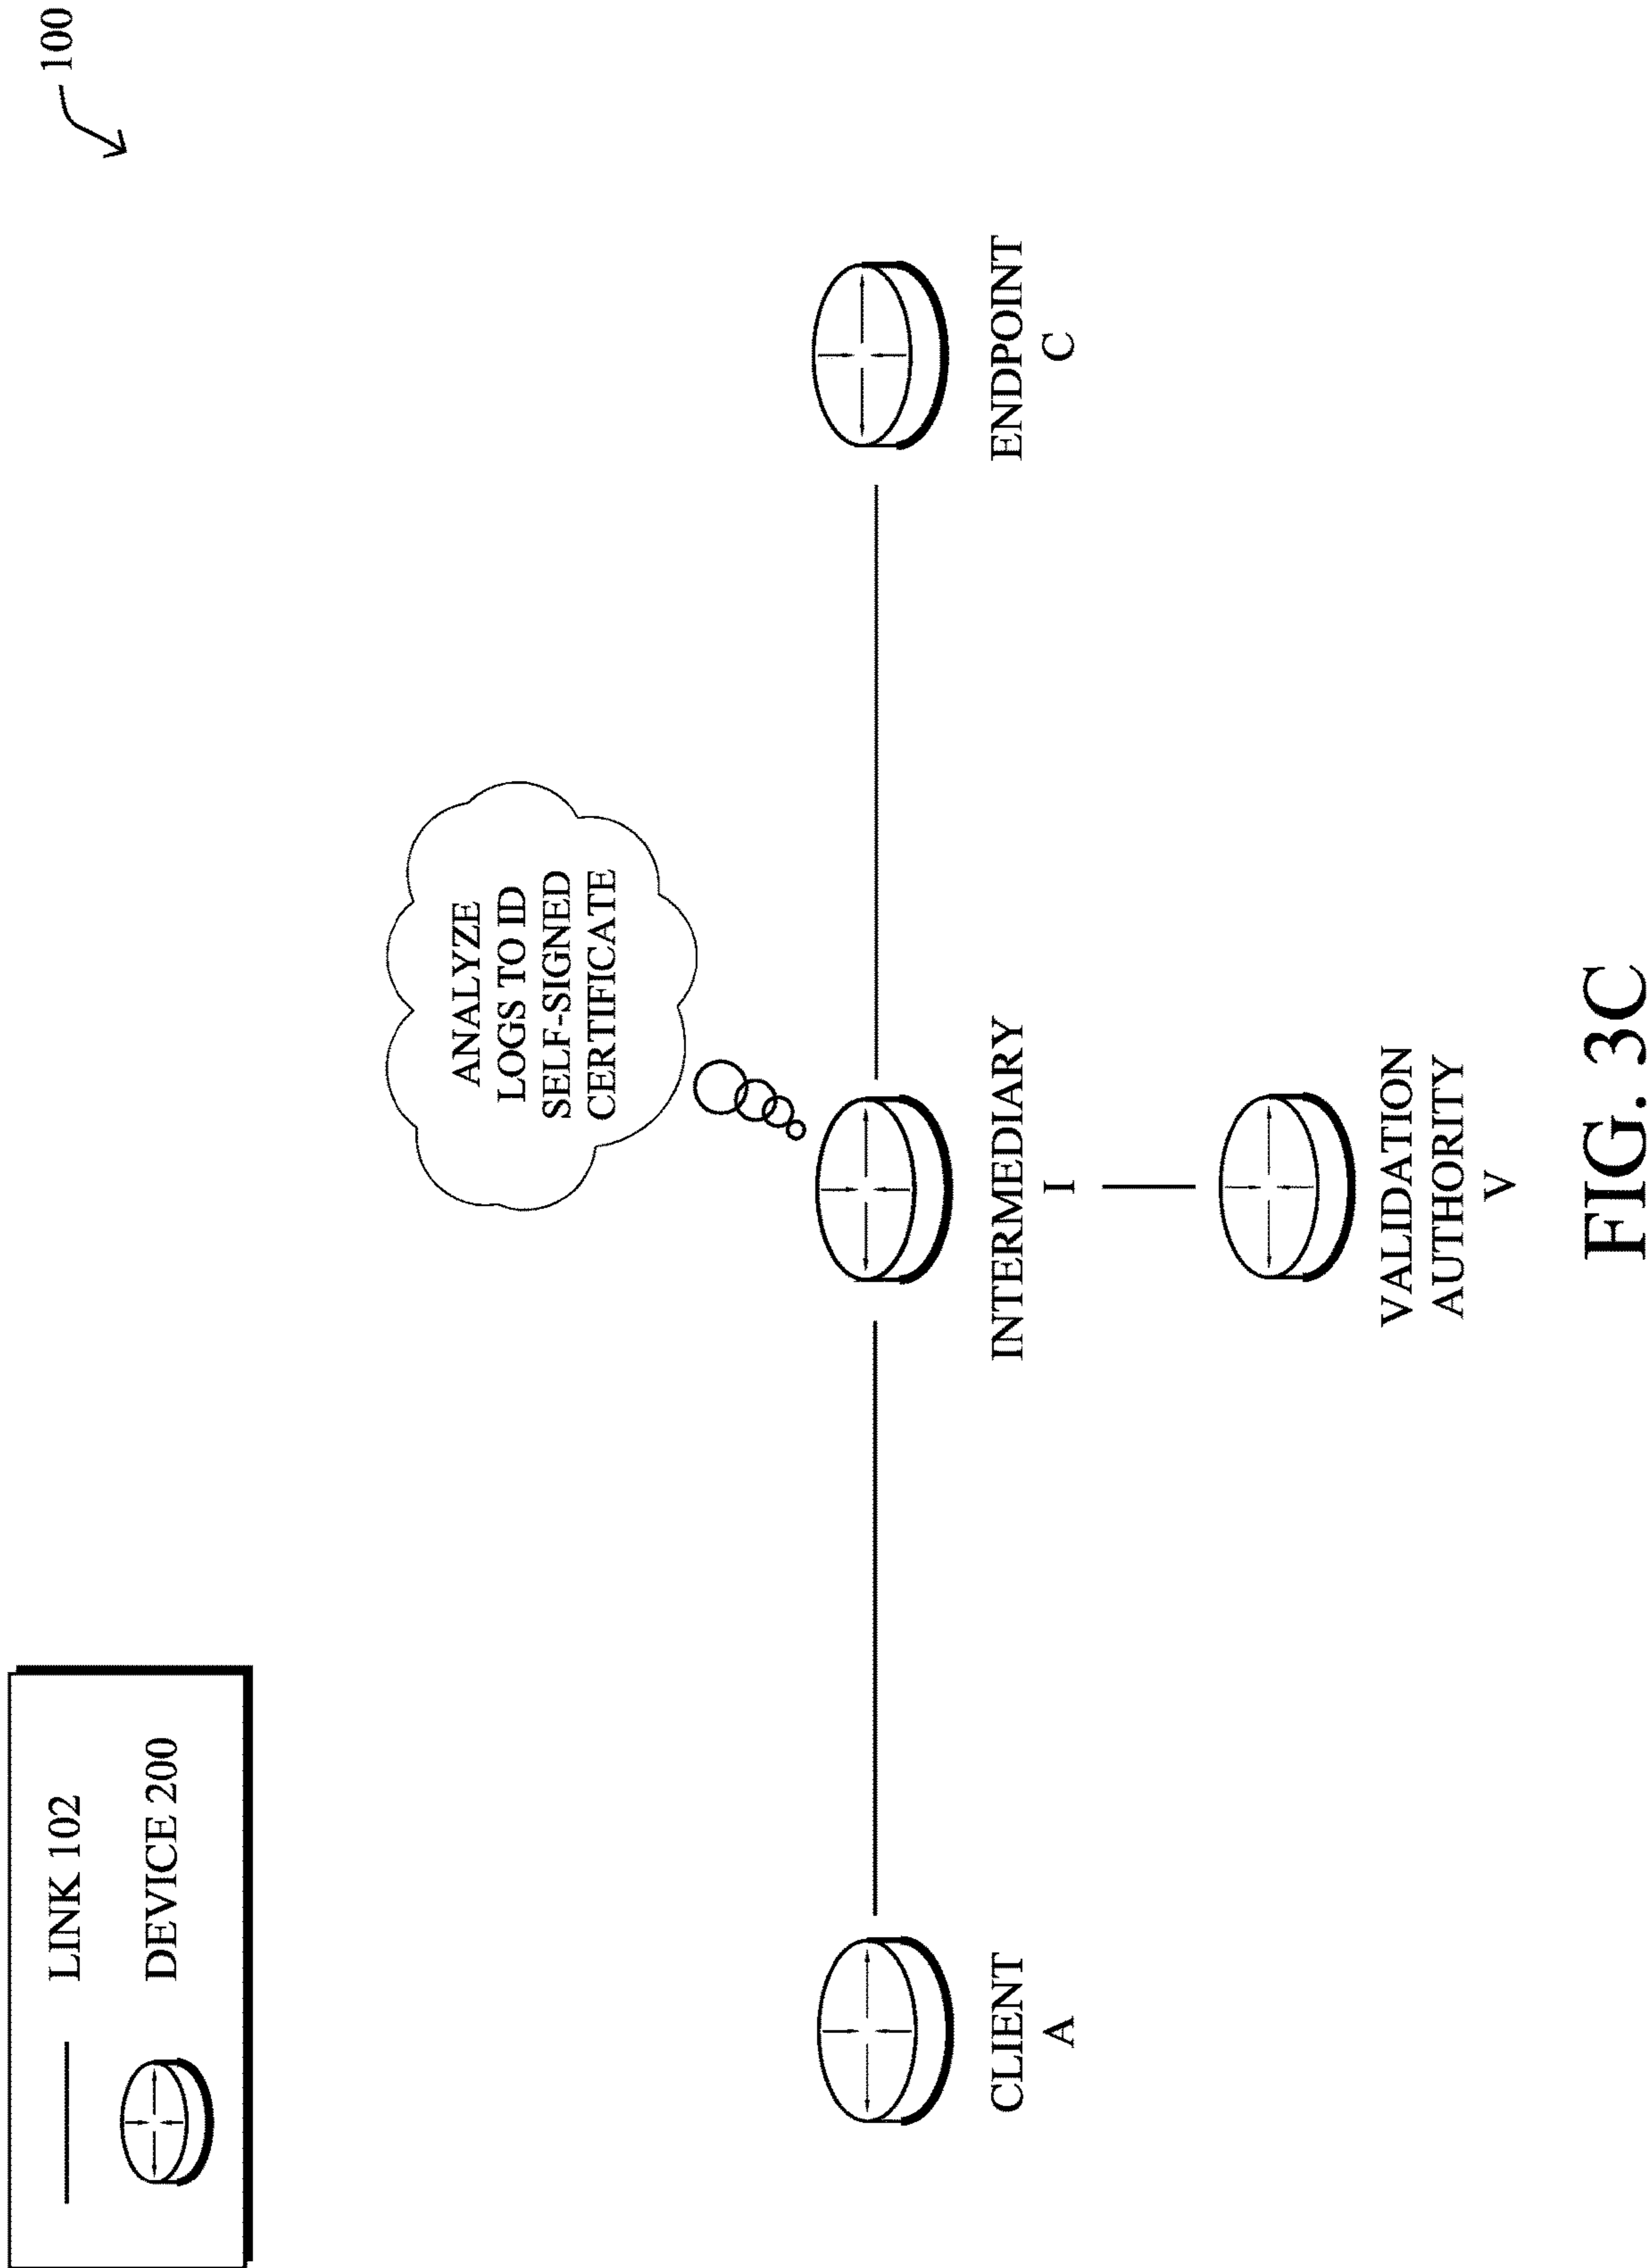 100
LINK 102
DEVICE 200
ANALYZE
LOGS TO ID
SELF-SIGNED
CERTIFICATE
CLIENT
A
INTERMEDIARY
I
ENDPOINT
C
VALIDATION
AUTHORITY
V
FIG. 3C